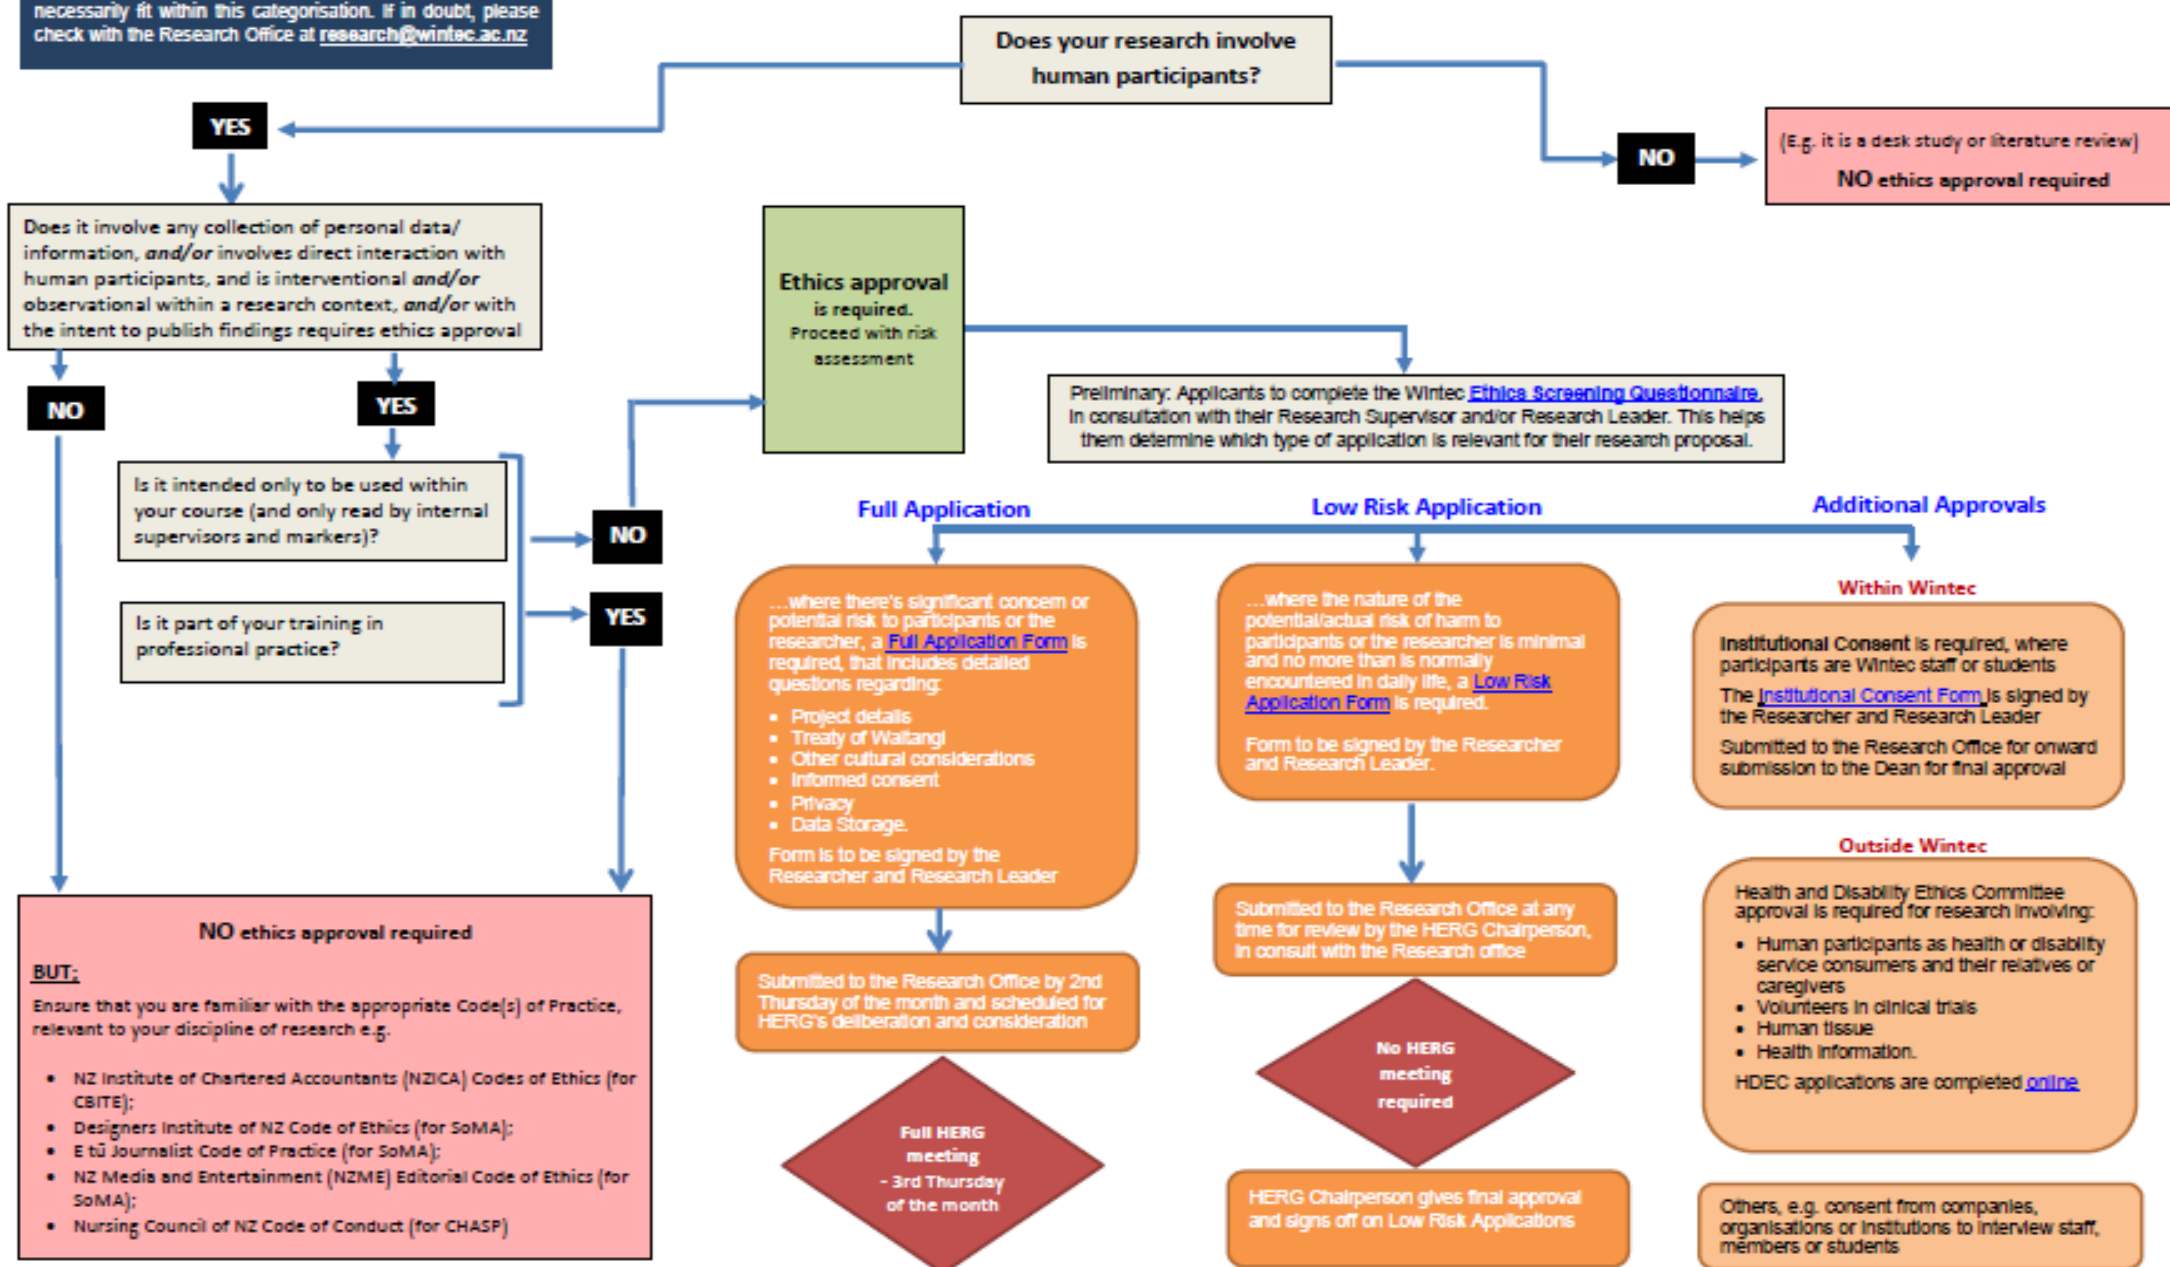 necessarily fit within this categorisation. If in doubt, please
check with the Research Office at research@wintec.ac.nz
Does your research involve
human participants?
YES
NO
(E.g. it is a desk study or literature review)
NO ethics approval required
Does it involve any collection of personal data/
information, and/or involves direct interaction with
human participants, and is interventional and/or
observational within a research context, and/or with
the intent to publish findings requires ethics approval
NO
YES
Is it intended only to be used within
your course (and only read by internal
supervisors and markers)?
Is it part of your training in
professional practice?
NO
YES
Ethics approval
is required.
Proceed with risk
assessment
Preliminary: Applicants to complete the Wintec Ethics Screening Questionnaire,
in consultation with their Research Supervisor and/or Research Leader. This helps
them determine which type of application is relevant for their research proposal.
NO ethics approval required
BUT;
Ensure that you are familiar with the appropriate Code(s) of Practice,
relevant to your discipline of research e.g.
• NZ Institute of Chartered Accountants (NZICA) Codes of Ethics (for
CBITE);
• Designers Institute of NZ Code of Ethics (for SoMA);
• E tū Journalist Code of Practice (for SoMA);
• NZ Media and Entertainment (NZME) Editorial Code of Ethics (for
SoMA);
• Nursing Council of NZ Code of Conduct (for CHASP)
Full Application
...where there's significant concern or
potential risk to participants or the
researcher, a Full Application Form is
required, that includes detailed
questions regarding:
• Project details
• Treaty of Waitangi
• Other cultural considerations
• Informed consent
• Privacy
• Data Storage.
Form is to be signed by the
Researcher and Research Leader
Submitted to the Research Office by 2nd
Thursday of the month and scheduled for
HERG's deliberation and consideration
Full HERG
meeting
- 3rd Thursday
of the month
Low Risk Application
...where the nature of the
potential/actual risk of harm to
participants or the researcher is minimal
and no more than is normally
encountered in daily life, a Low Risk
Application Form is required.
Form to be signed by the Researcher
and Research Leader.
Submitted to the Research Office at any
time for review by the HERG Chairperson,
in consult with the Research office
No HERG
meeting
required
HERG Chairperson gives final approval
and signs off on Low Risk Applications
Additional Approvals
Within Wintec
Institutional Consent is required, where
participants are Wintec staff or students
The Institutional Consent Form is signed by
the Researcher and Research Leader
Submitted to the Research Office for onward
submission to the Dean for final approval
Outside Wintec
Health and Disability Ethics Committee
approval is required for research involving:
• Human participants as health or disability
service consumers and their relatives or
caregivers
• Volunteers in clinical trials
• Human tissue
• Health information.
HDEC applications are completed online
Others, e.g. consent from companies,
organisations or institutions to interview staff,
members or students